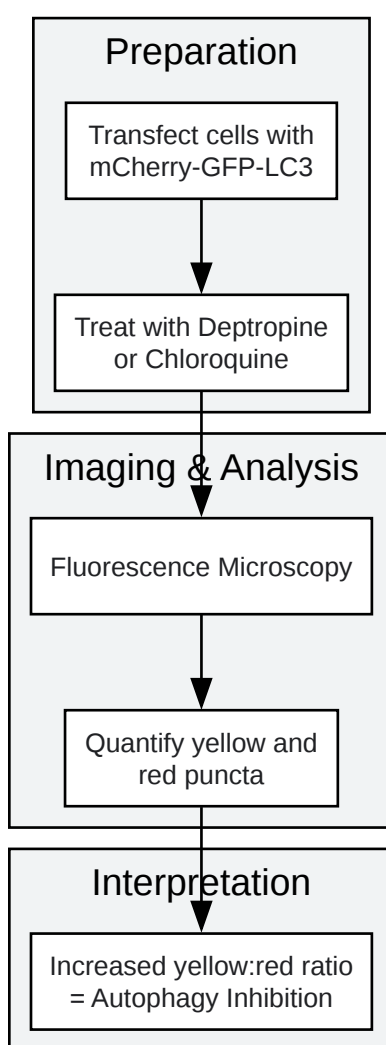 Preparation
Transfect cells with
mCherry-GFP-LC3
Treat with Deptropine
or Chloroquine
Imaging & Analysis
Fluorescence Microscopy
Quantify yellow and
red puncta
Interpretation
Increased yellow:red ratio
= Autophagy Inhibition